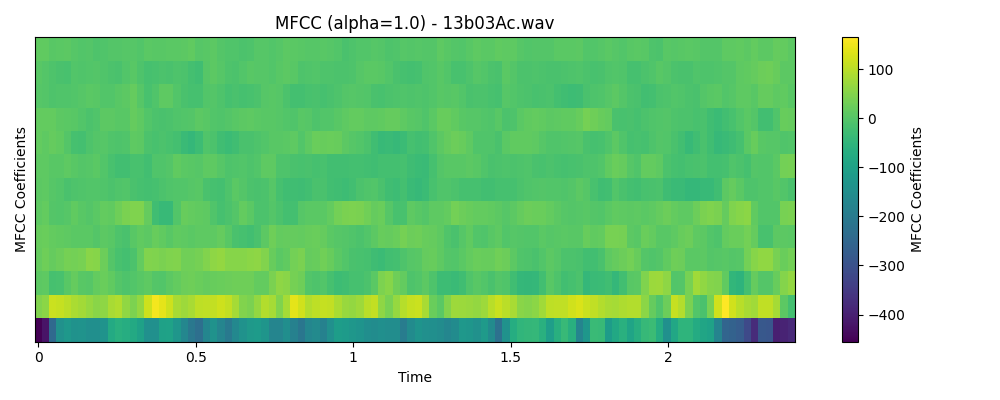 MFCC (alpha=1.0) - 13b03Ac.wav
MFCC Coefficients
0
0.5
1
1.5
2
Time
100
0
−100
−200
−300
−400
MFCC Coefficients